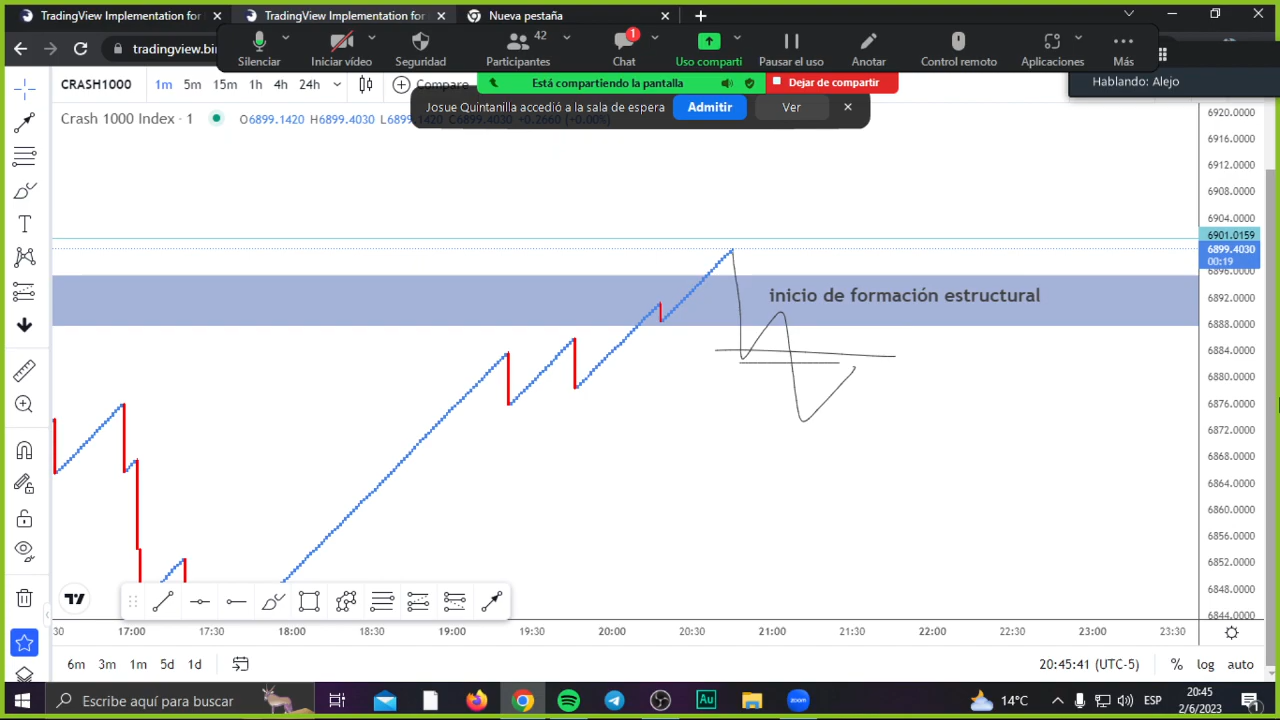 TradingView Implementation for
TradingView Implementation for
Nueva pestaña
tradingview.bin
Silenciar
Iniciar vídeo
Seguridad
42
Participantes
1
Chat
Uso comparti
Pausar el uso
Anotar
Control remoto
Aplicaciones
Más
Está compartiendo la pantalla
Dejar de compartir
Hablando: Alejo
CRASH1000
1m 5m 15m 1h 4h 24h
Compare
Josue Quintanilla accedió a la sala de espera
Admitir
Ver
Crash 1000 Index · 1
O6899.1420 H6899.4030 L6899.1420 C6899.4030 +0.2660 (+0.00%)
6920.0000
6916.0000
6912.0000
6908.0000
6904.0000
6901.0159
6899.4030
00:19
6896.0000
6892.0000
6888.0000
6884.0000
6880.0000
6876.0000
6872.0000
6868.0000
6864.0000
6860.0000
6856.0000
6852.0000
6848.0000
6844.0000
inicio de formación estructural
:30 17:00 17:30 18:00 18:30 19:00 19:30 20:00 20:30 21:00 21:30 22:00 22:30 23:00 23:30
6m 3m 1m 5d 1d
20:45:41 (UTC-5)
% log auto
Escribe aquí para buscar
Au
zoom
14°C
ESP
20:45
2/6/2023
1